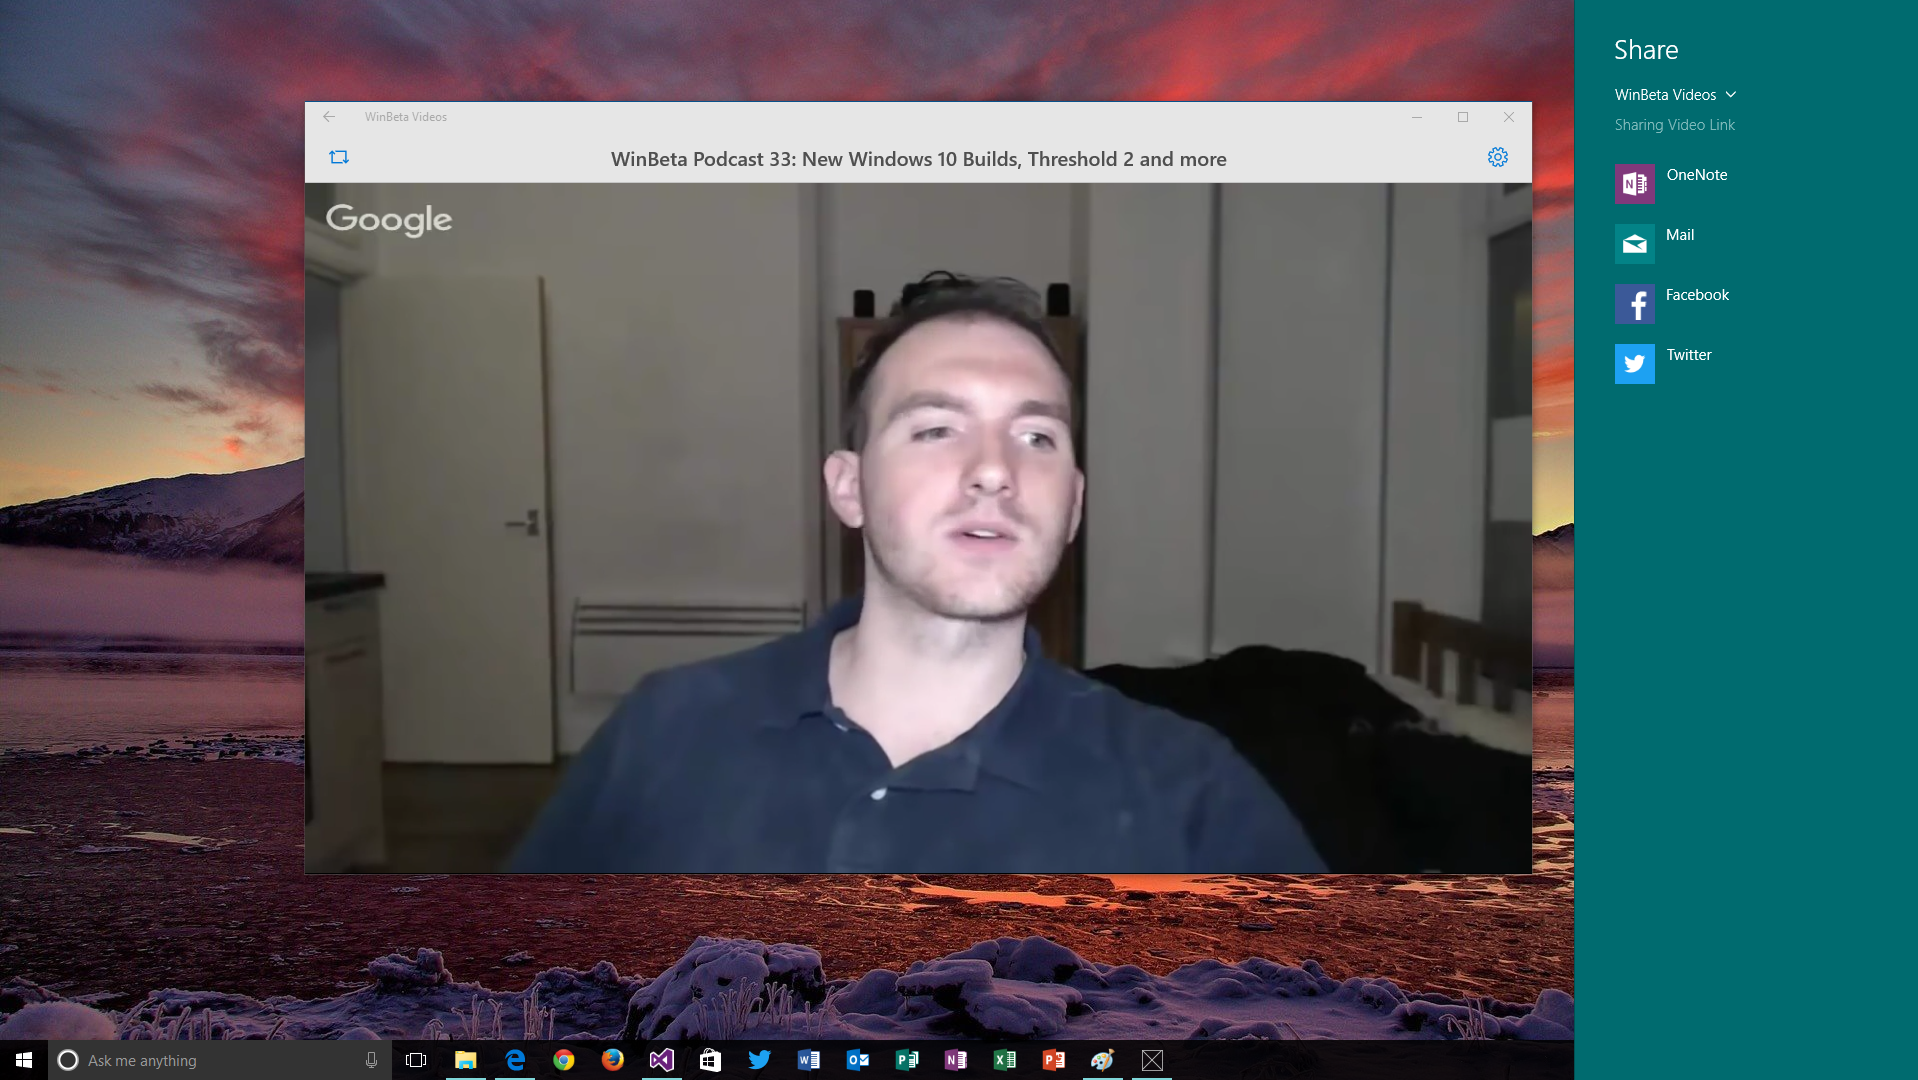 WinBeta Videos
WinBeta Podcast 33: New Windows 10 Builds, Threshold 2 and more
Google
Share
WinBeta Videos
Sharing Video Link
OneNote
Mail
Facebook
Twitter
Ask me anything